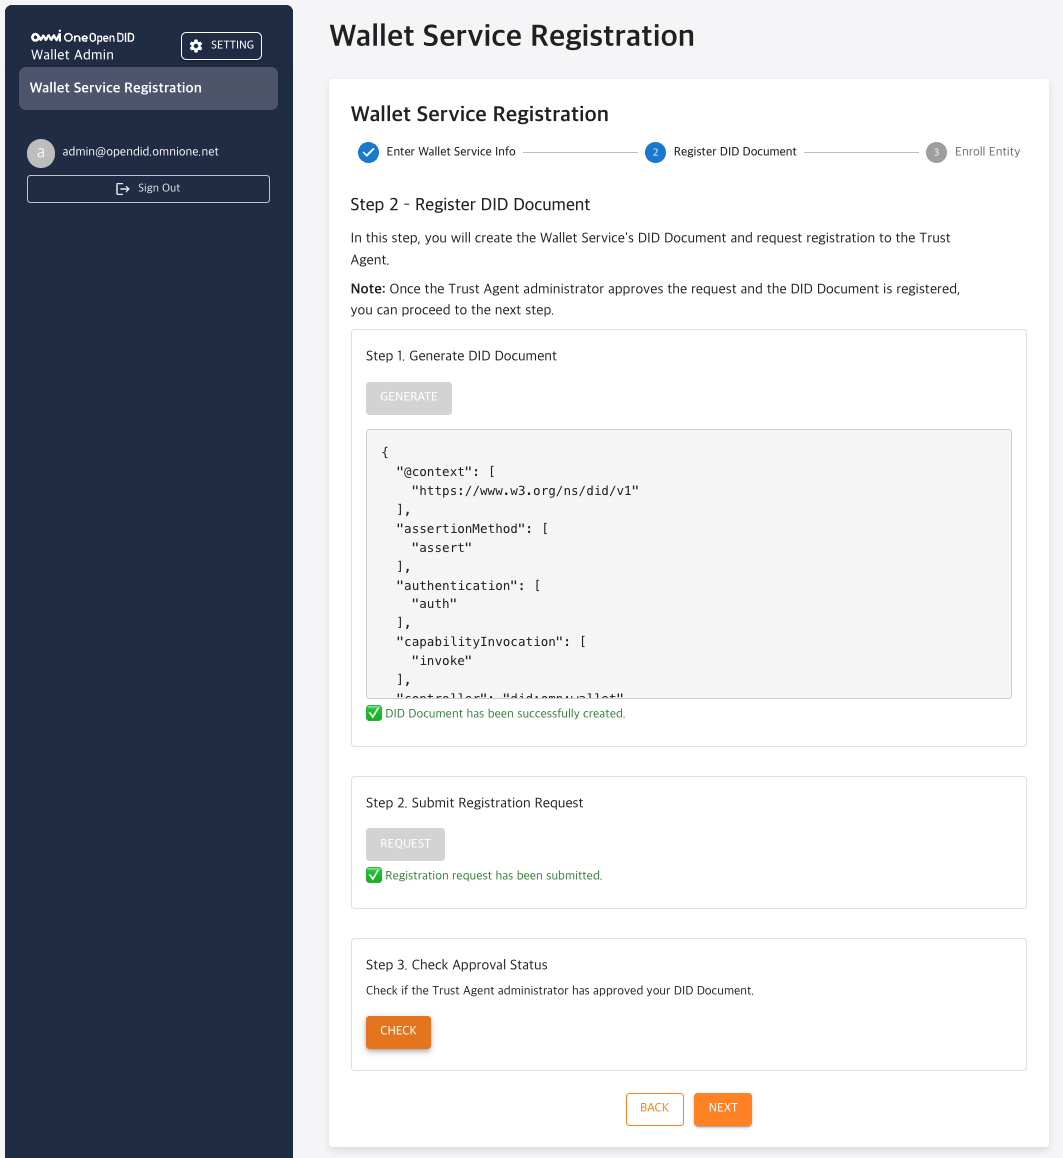 Omni OneOpenDID
Wallet Admin
SETTING
Wallet Service Registration
a
admin@opendid.omnione.net
Sign Out
Wallet Service Registration
Wallet Service Registration
Enter Wallet Service Info
2
Register DID Document
3
Enroll Entity
Step 2 - Register DID Document
In this step, you will create the Wallet Service's DID Document and request registration to the Trust
Agent.
Note: Once the Trust Agent administrator approves the request and the DID Document is registered,
you can proceed to the next step.
Step 1. Generate DID Document
GENERATE
{
"@context": [
"https://www.w3.org/ns/did/v1"
],
"assertionMethod": [
"assert"
],
"authentication": [
"auth"
],
"capabilityInvocation": [
"invoke"
],
"controller": "did:omn:wallet"
DID Document has been successfully created.
Step 2. Submit Registration Request
REQUEST
Registration request has been submitted.
Step 3. Check Approval Status
Check if the Trust Agent administrator has approved your DID Document.
CHECK
BACK
NEXT